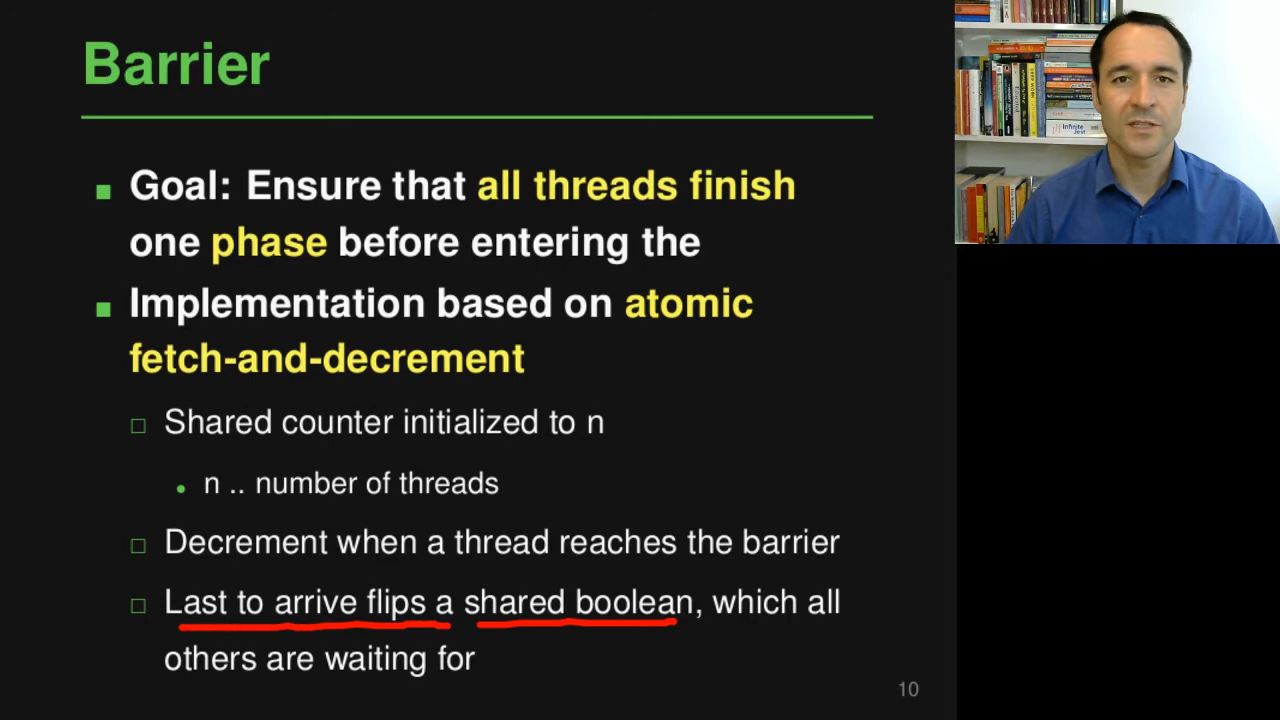 Barrier
■ Goal: Ensure that all threads finish
one phase before entering the
■ Implementation based on atomic
fetch-and-decrement
□ Shared counter initialized to n
• n .. number of threads
□ Decrement when a thread reaches the barrier
□ Last to arrive flips a shared boolean, which all
others are waiting for
10
Infinite
Jest